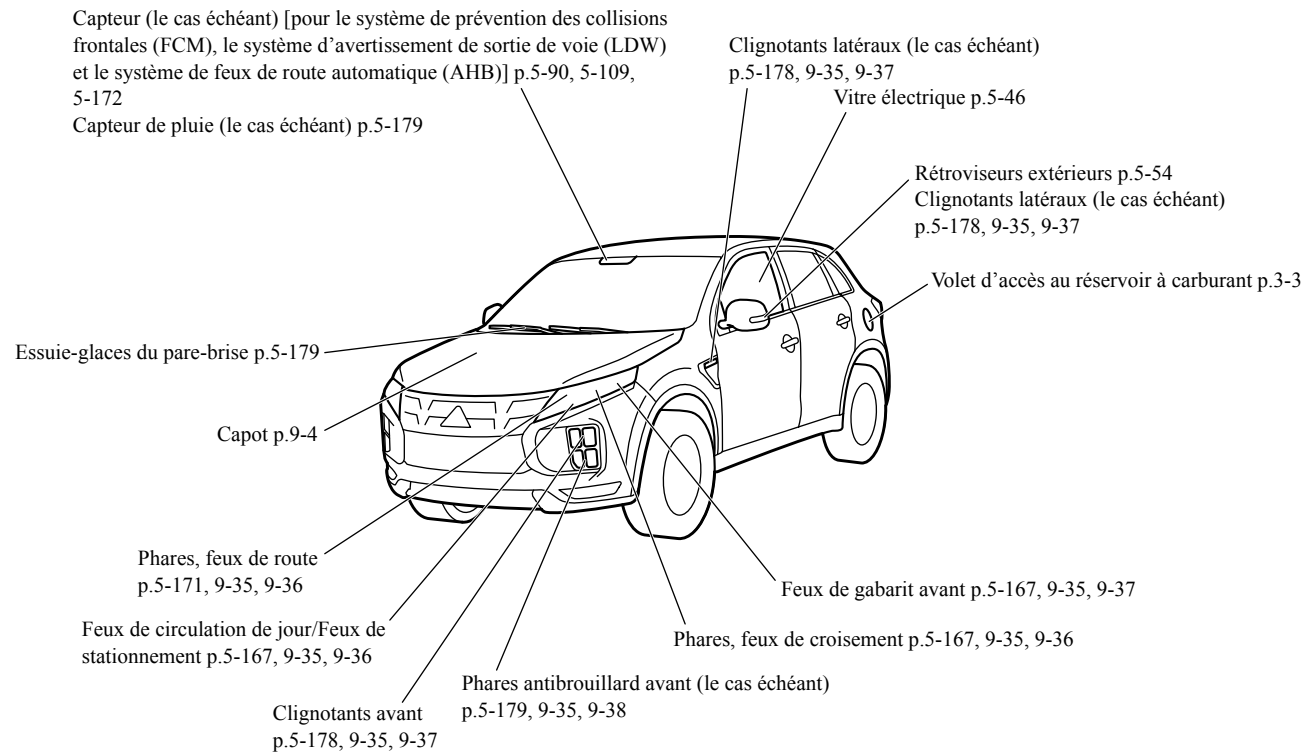 Capteur (le cas échéant) [pour le système de prévention des collisions
frontales (FCM), le système d’avertissement de sortie de voie (LDW)
et le système de feux de route automatique (AHB)] p.5-90, 5-109,
5-172
Capteur de pluie (le cas échéant) p.5-179
Clignotants latéraux (le cas échéant)
p.5-178, 9-35, 9-37
Vitre électrique p.5-46
Rétroviseurs extérieurs p.5-54
Clignotants latéraux (le cas échéant)
p.5-178, 9-35, 9-37
Volet d’accès au réservoir à carburant p.3-3
Essuie-glaces du pare-brise p.5-179
Capot p.9-4
Phares, feux de route
p.5-171, 9-35, 9-36
Feux de circulation de jour/Feux de
stationnement p.5-167, 9-35, 9-36
Clignotants avant
p.5-178, 9-35, 9-37
Phares antibrouillard avant (le cas échéant)
p.5-179, 9-35, 9-38
Phares, feux de croisement p.5-167, 9-35, 9-36
Feux de gabarit avant p.5-167, 9-35, 9-37